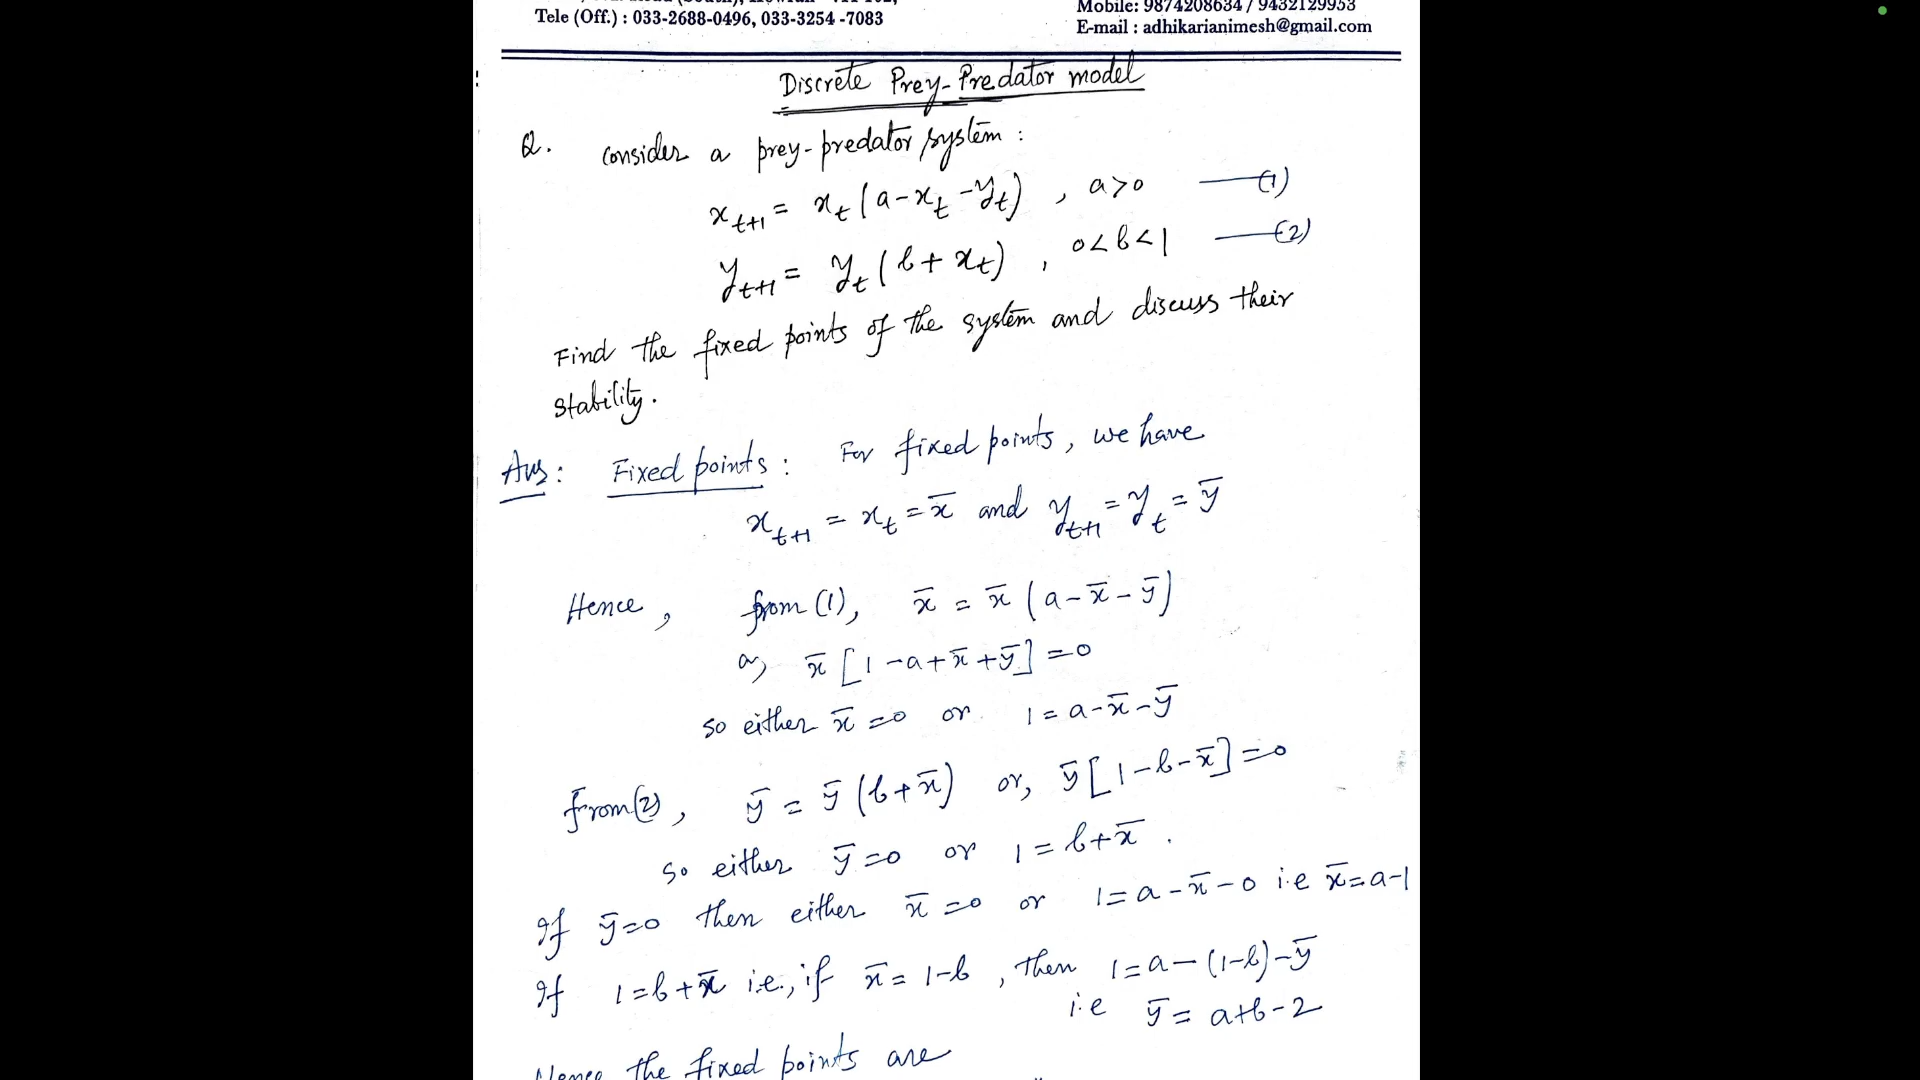 Tele (Off.) : 033-2688-0496, 033-3254 -7083
Mobile: 9874208634 / 9432129953
E-mail : adhikarianimesh@gmail.com
Discrete Prey-Predator model
Q. Consider a prey-predator system :
x_{t+1} = x_t (a - x_t - y_t) , a>0 —(1)
y_{t+1} = y_t (b + x_t) , 0<b<1 —(2)
Find the fixed points of the system and discuss their
stability.
Ans: Fixed points : For fixed points, we have
x_{t+1} = x_t = x̄ and y_{t+1} = y_t = ȳ
Hence, from (1), x̄ = x̄ (a - x̄ - ȳ)
or, x̄ [1 - a + x̄ + ȳ] = 0
so either x̄ = 0 or 1 = a - x̄ - ȳ
From (2), ȳ = ȳ (b + x̄) or, ȳ [1 - b - x̄] = 0
so either ȳ = 0 or 1 = b + x̄ .
If ȳ = 0 then either x̄ = 0 or 1 = a - x̄ - 0 i.e x̄ = a - 1
If 1 = b + x̄ i.e., if x̄ = 1 - b , then 1 = a - (1-b) - ȳ
i.e ȳ = a+b-2
Hence the fixed points are